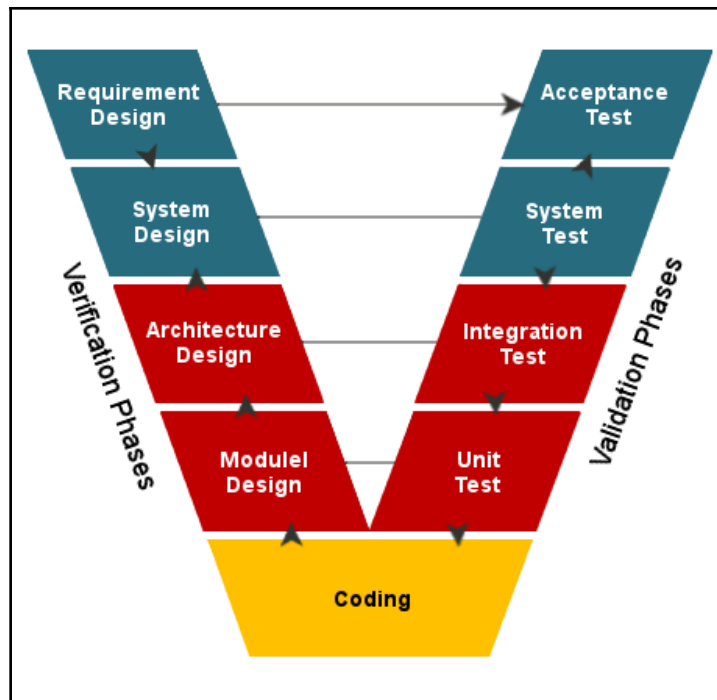 Requirement
Design
Acceptance
Test
System
Design
System
Test
Verification Phases
Validation Phases
Architecture
Design
Integration
Test
Modulel
Design
Unit
Test
Coding